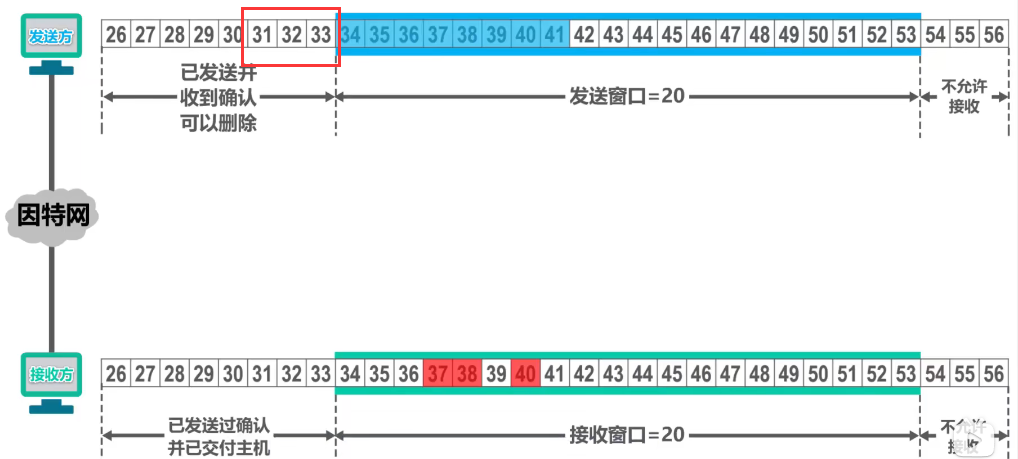 发送方
26 27 28 29 30 31 32 33 34 35 36 37 38 39 40 41 42 43 44 45 46 47 48 49 50 51 52 53 54 55 56
已发送并
收到确认
可以删除
发送窗口=20
不允许
接收
因特网
接收方
26 27 28 29 30 31 32 33 34 35 36 37 38 39 40 41 42 43 44 45 46 47 48 49 50 51 52 53 54 55 56
已发送过确认
并已交付主机
接收窗口=20
不允许
接收